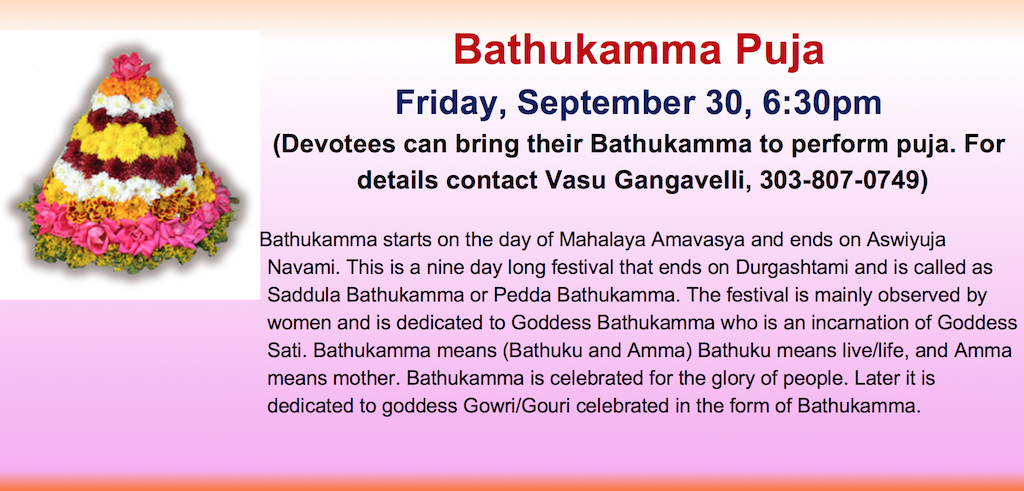 Bathukamma Puja
Friday, September 30, 6:30pm
(Devotees can bring their Bathukamma to perform puja. For
details contact Vasu Gangavelli, 303-807-0749)
Bathukamma starts on the day of Mahalaya Amavasya and ends on Aswiyuja
Navami. This is a nine day long festival that ends on Durgashtami and is called as
Saddula Bathukamma or Pedda Bathukamma. The festival is mainly observed by
women and is dedicated to Goddess Bathukamma who is an incarnation of Goddess
Sati. Bathukamma means (Bathuku and Amma) Bathuku means live/life, and Amma
means mother. Bathukamma is celebrated for the glory of people. Later it is
dedicated to goddess Gowri/Gouri celebrated in the form of Bathukamma.